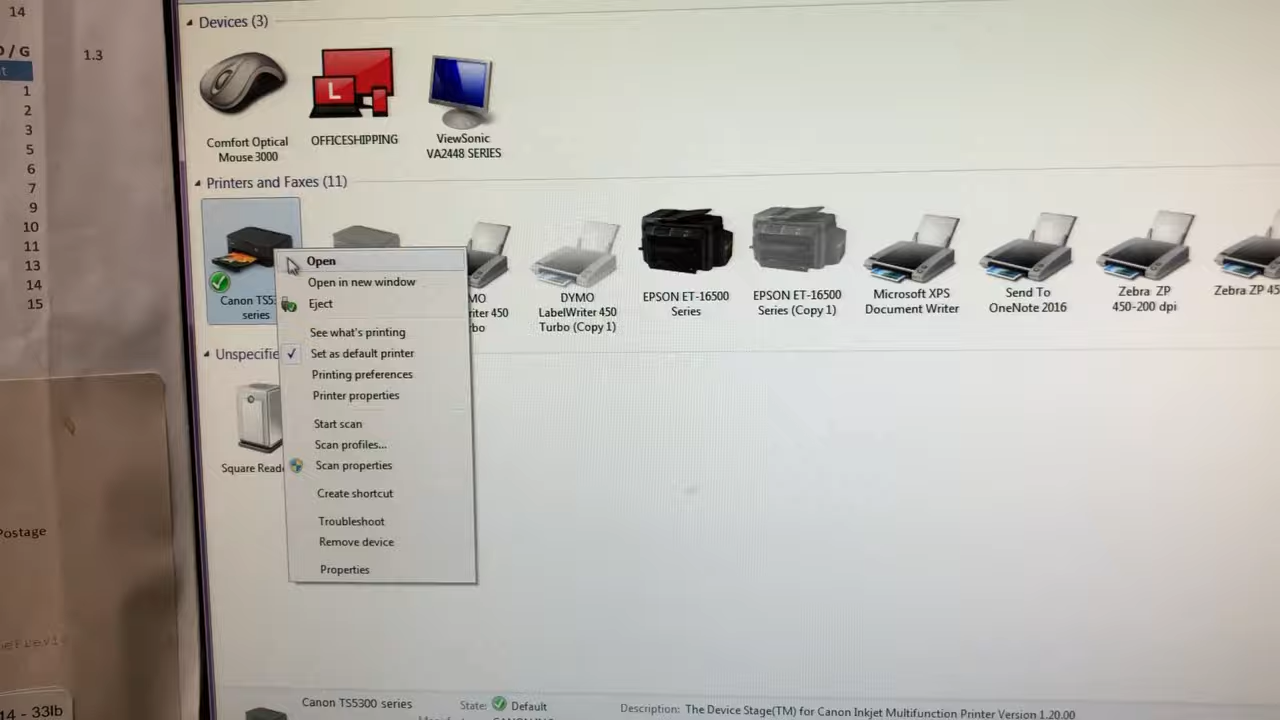 14
D / G
1.3
1
2
3
5
6
7
9
10
11
13
14
15
Postage
14 - 33lb
Devices (3)
Comfort Optical
Mouse 3000
L
OFFICESHIPPING
ViewSonic
VA2448 SERIES
Printers and Faxes (11)
Canon TS53
series
MO
riter 450
bo
DYMO
LabelWriter 450
Turbo (Copy 1)
EPSON ET-16500
Series
EPSON ET-16500
Series (Copy 1)
Microsoft XPS
Document Writer
Send To
OneNote 2016
Zebra ZP
450-200 dpi
Zebra ZP 45
Open
Open in new window
Eject
See what's printing
Set as default printer
Printing preferences
Printer properties
Start scan
Scan profiles...
Scan properties
Create shortcut
Troubleshoot
Remove device
Properties
Unspecifie
Square Read
Canon TS5300 series
State: Default
Description: The Device Stage(TM) for Canon Inkjet Multifunction Printer Version 1.20.00